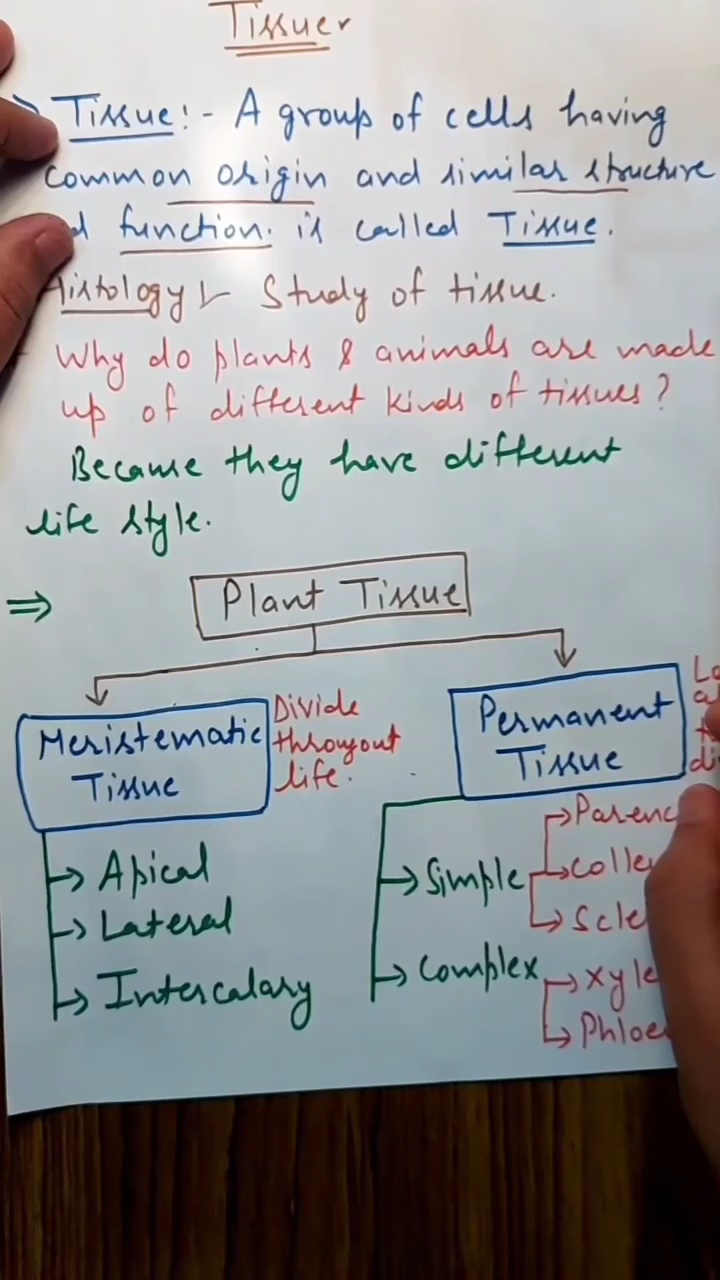 Tissues
Tissue:- A group of cells having
common origin and similar structure
function. is called Tissue.
Histology :- Study of tissue.
Why do plants & animals are made
up of different kinds of tissues?
Because they have different
life style.
⇒ Plant Tissue
Meristematic
Tissue
Divide
throyout
life.
Permanent
Tissue
→ Apical
→ Lateral
→ Intercalary
→ Simple
→ Complex